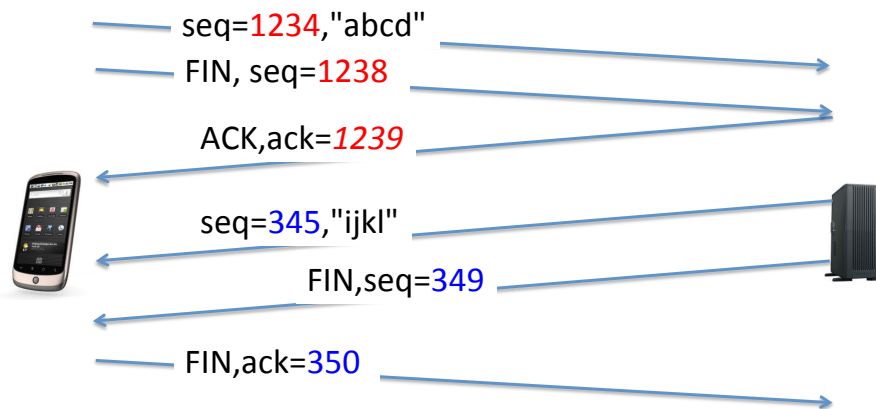 seq=1234,"abcd"
FIN, seq=1238
ACK,ack=1239
seq=345,"ijkl"
FIN,seq=349
FIN,ack=350